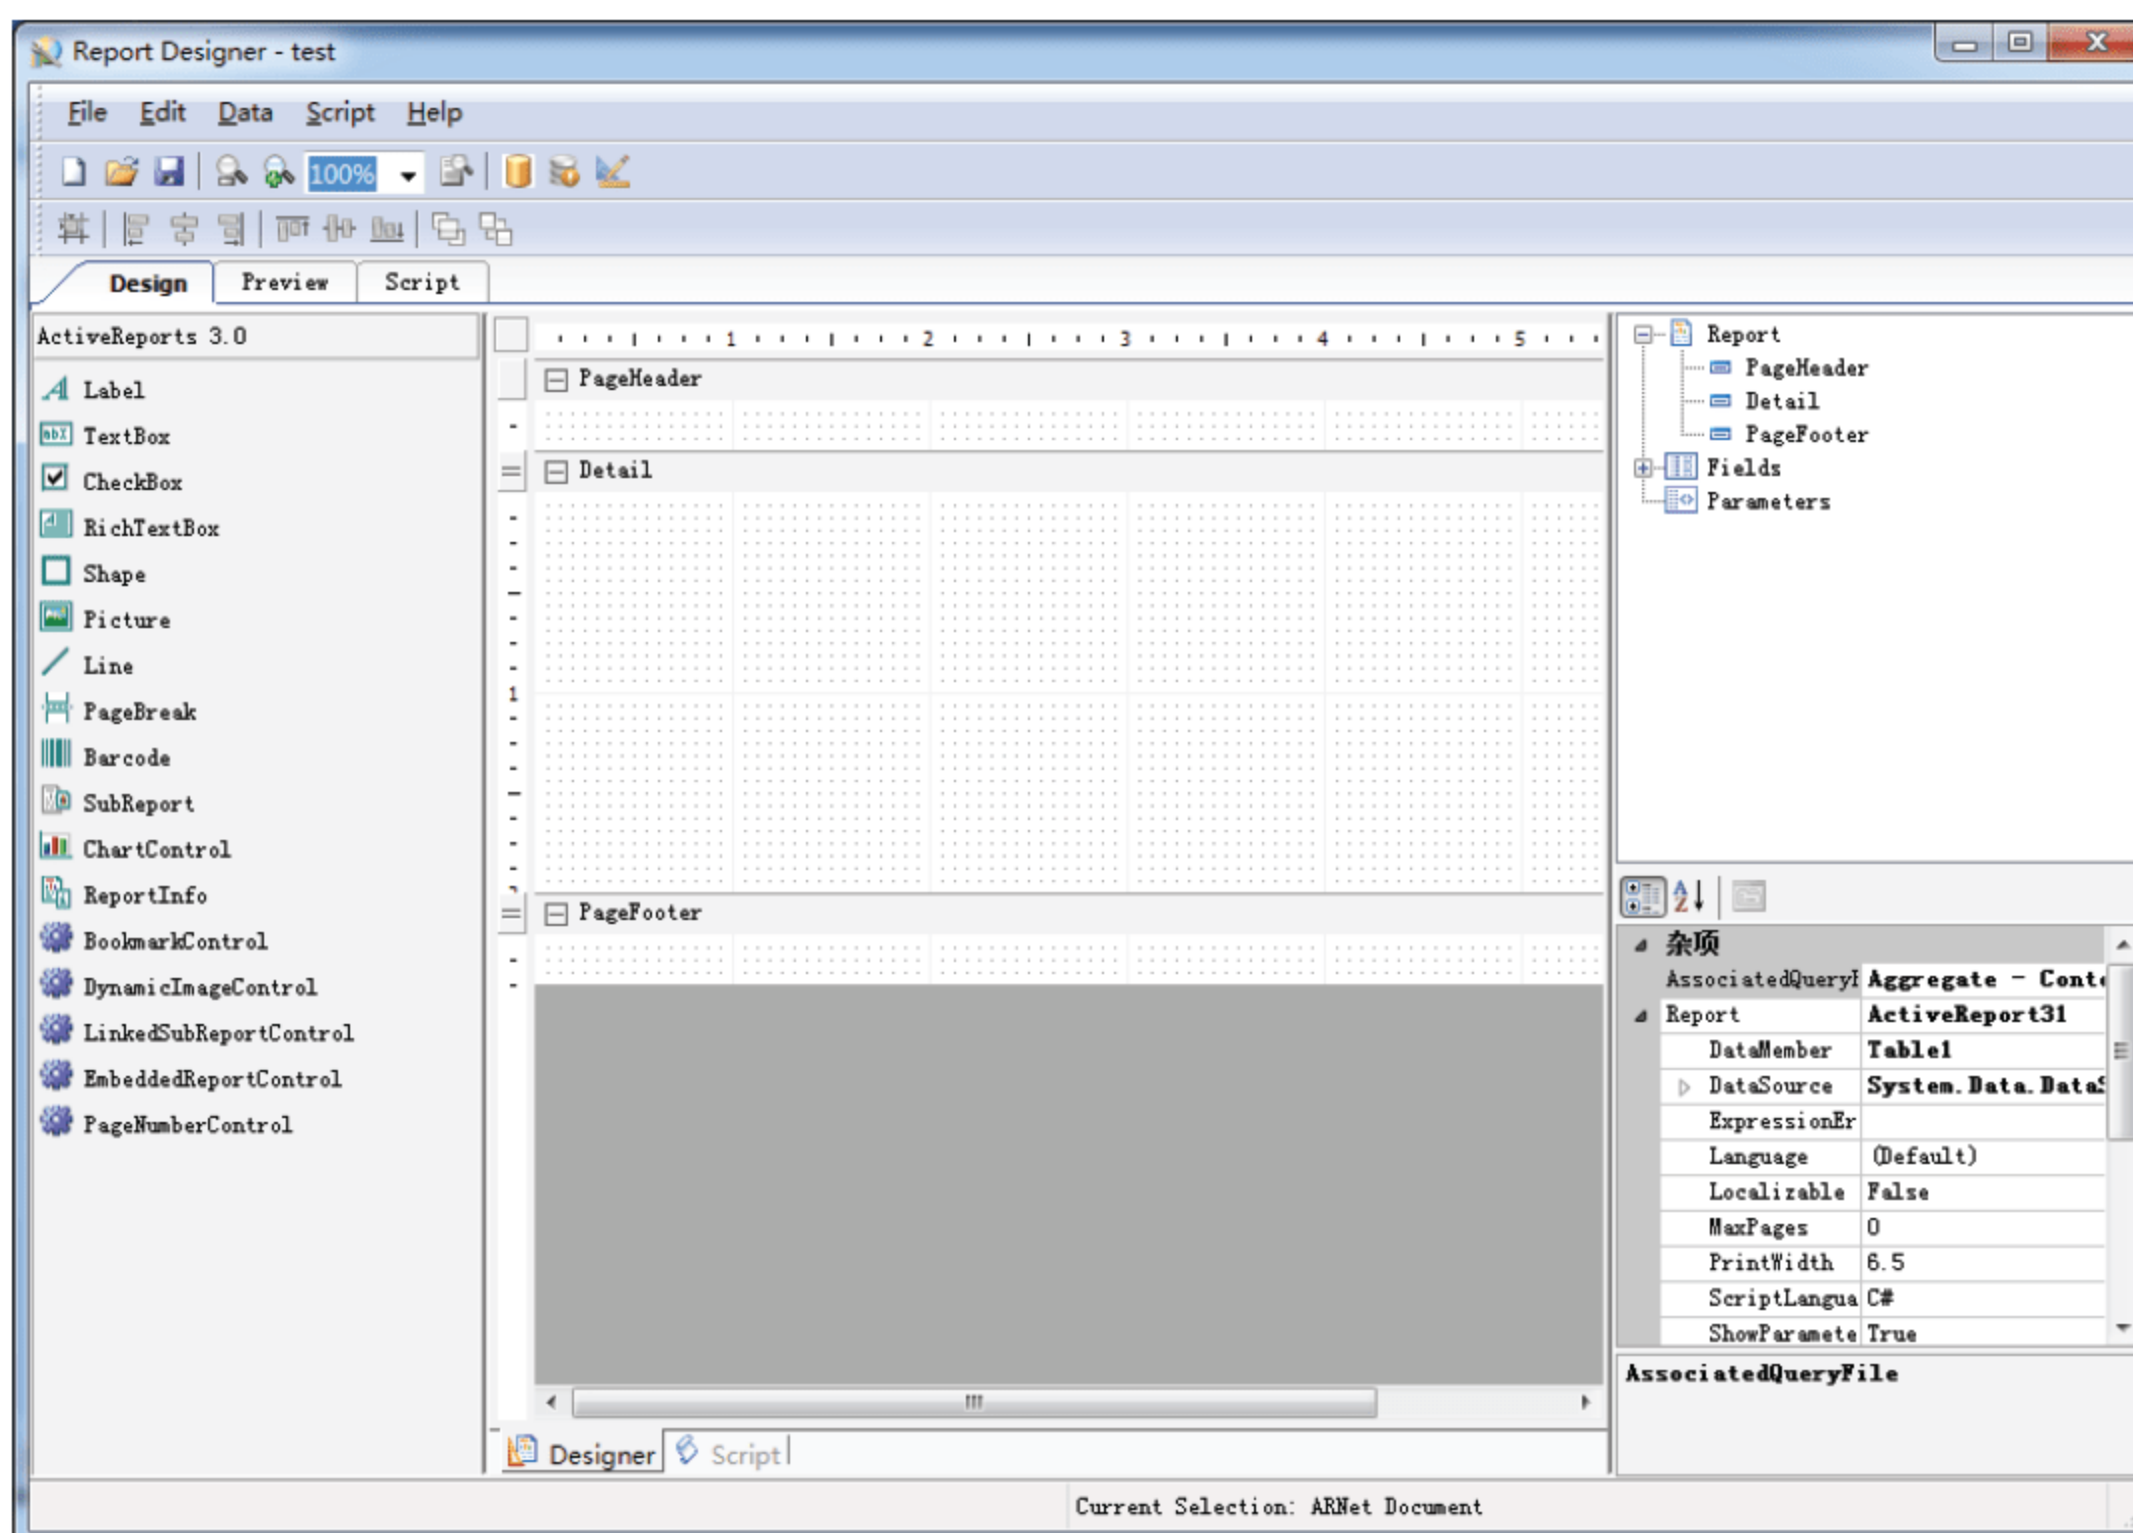 Report Designer - test
File Edit Data Script Help
100%
Design Preview Script
ActiveReports 3.0
Label
TextBox
CheckBox
RichTextBox
Shape
Picture
Line
PageBreak
Barcode
SubReport
ChartControl
ReportInfo
BookmarkControl
DynamicImageControl
LinkedSubReportControl
EmbeddedReportControl
PageNumberControl
1 2 3 4 5
PageHeader
Detail
1
PageFooter
Designer Script
Report
PageHeader
Detail
PageFooter
Fields
Parameters
杂项
AssociatedQueryF Aggregate - Conte
Report ActiveReport31
DataMember Table1
DataSource System.Data.DataS
ExpressionEr
Language (Default)
Localizable False
MaxPages 0
PrintWidth 6.5
ScriptLangua C#
ShowParamete True
AssociatedQueryFile
Current Selection: ARNet Document